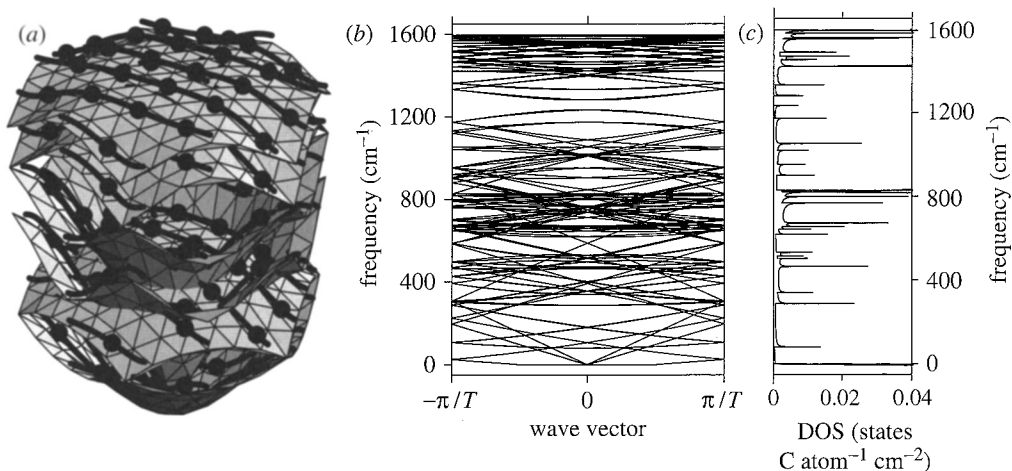 (a)
(b)
frequency (cm⁻¹)
1600
1200
800
400
0
−π/T
0
π/T
wave vector
(c)
1600
1200
800
400
0
frequency (cm⁻¹)
0
0.02
0.04
DOS (states
C atom⁻¹ cm⁻²)